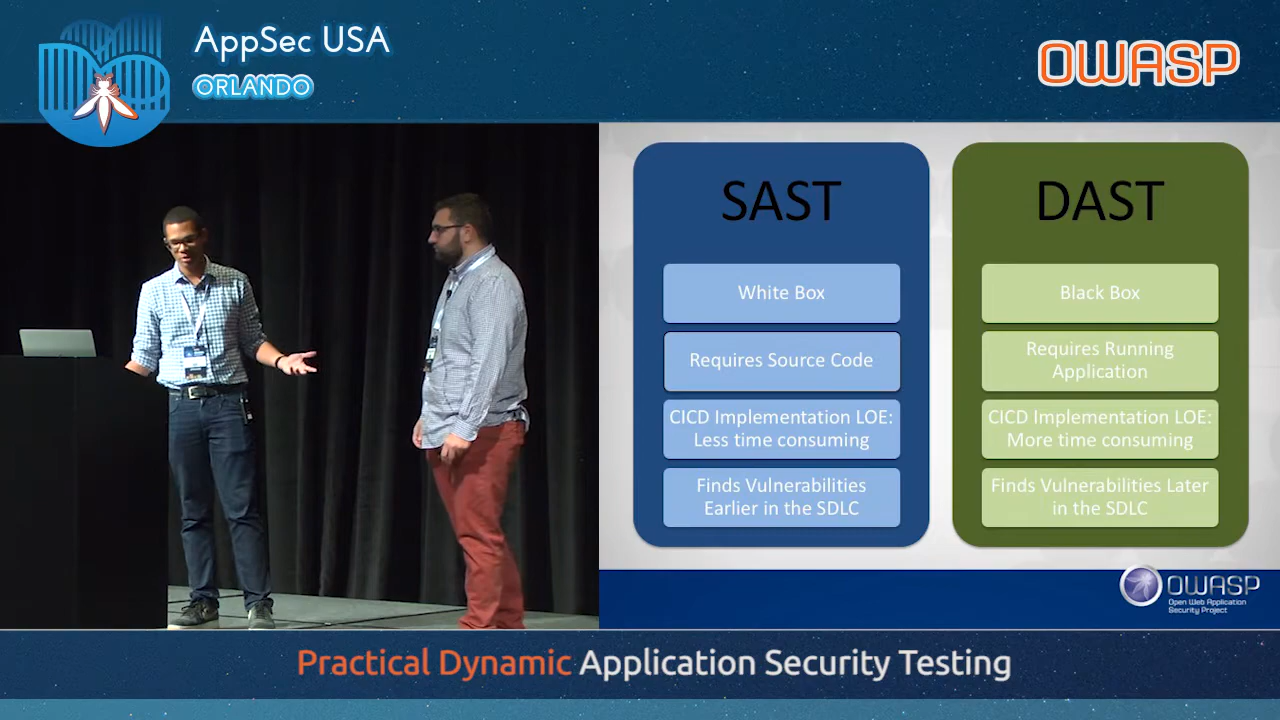 AppSec USA
ORLANDO
OWASP
SAST
White Box
Requires Source Code
CICD Implementation LOE:
Less time consuming
Finds Vulnerabilities
Earlier in the SDLC
DAST
Black Box
Requires Running
Application
CICD Implementation LOE:
More time consuming
Finds Vulnerabilities Later
in the SDLC
OWASP
Open Web Application
Security Project
Practical Dynamic Application Security Testing